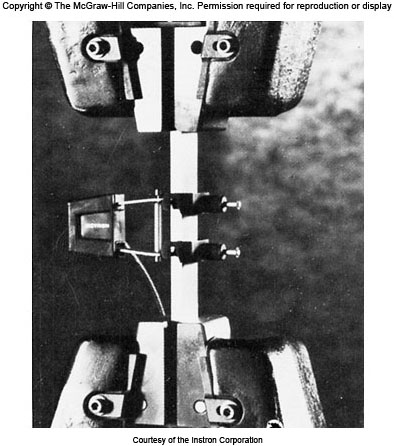 Copyright © The McGraw-Hill Companies, Inc. Permission required for reproduction or display
Courtesy of the Instron Corporation